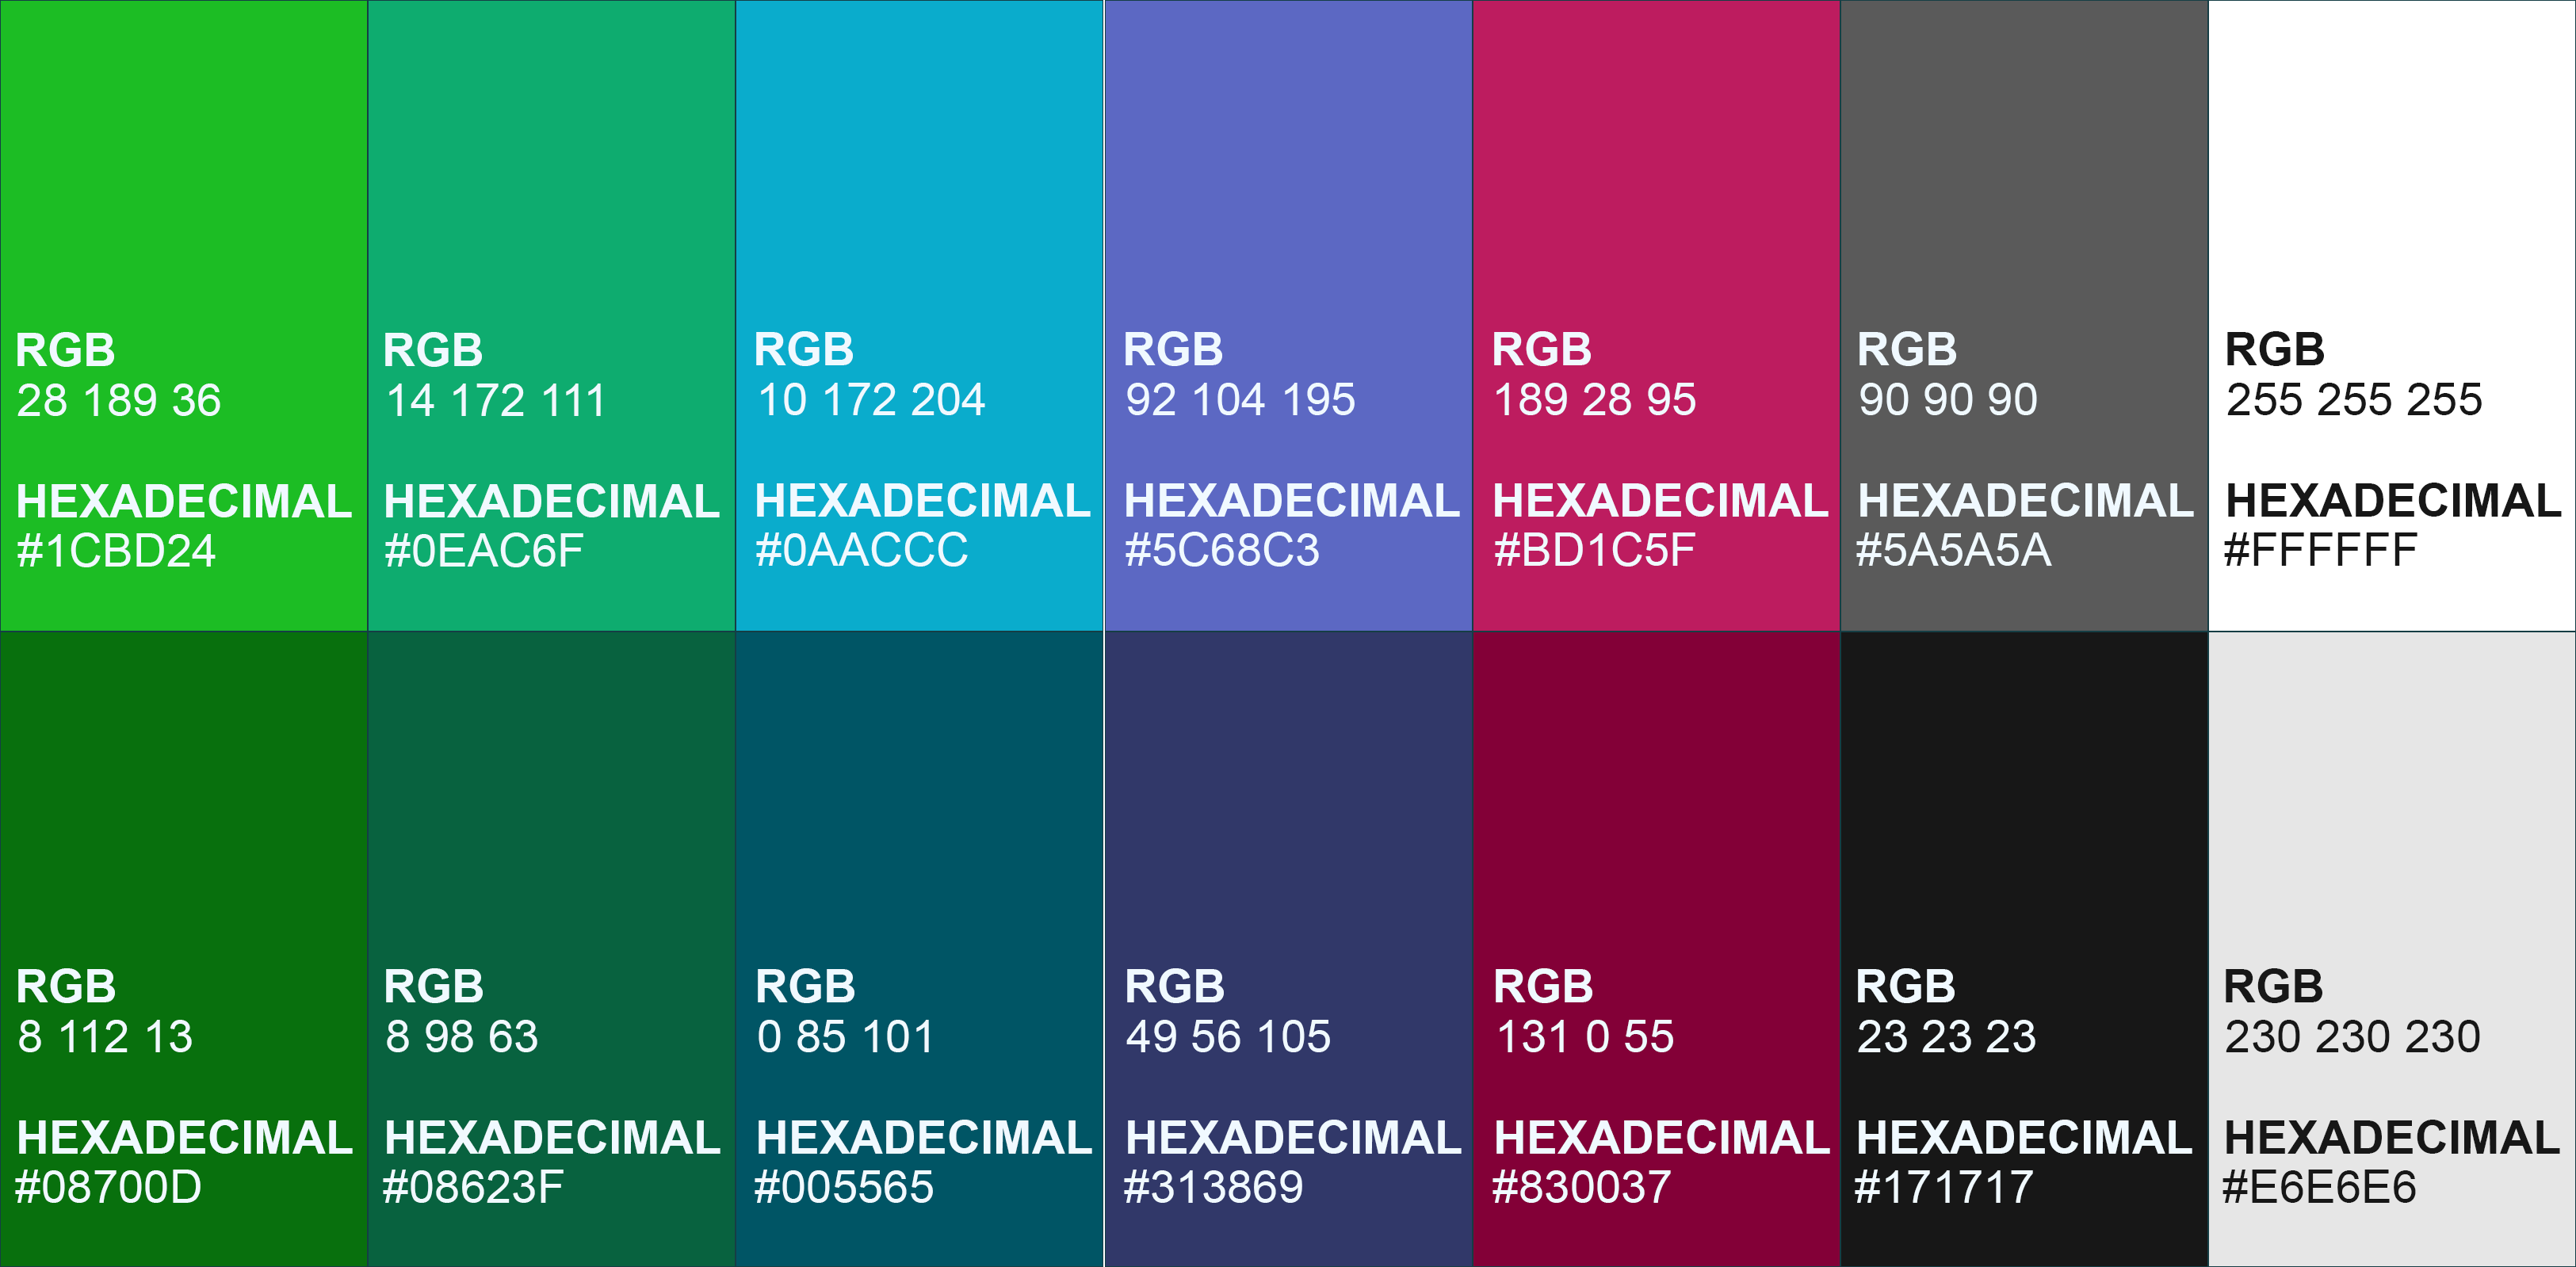 RGB
28 189 36
HEXADECIMAL
#1CBD24
RGB
14 172 111
HEXADECIMAL
#0EAC6F
RGB
10 172 204
HEXADECIMAL
#0AACCC
RGB
92 104 195
HEXADECIMAL
#5C68C3
RGB
189 28 95
HEXADECIMAL
#BD1C5F
RGB
90 90 90
HEXADECIMAL
#5A5A5A
RGB
255 255 255
HEXADECIMAL
#FFFFFF
RGB
8 112 13
HEXADECIMAL
#08700D
RGB
8 98 63
HEXADECIMAL
#08623F
RGB
0 85 101
HEXADECIMAL
#005565
RGB
49 56 105
HEXADECIMAL
#313869
RGB
131 0 55
HEXADECIMAL
#830037
RGB
23 23 23
HEXADECIMAL
#171717
RGB
230 230 230
HEXADECIMAL
#E6E6E6